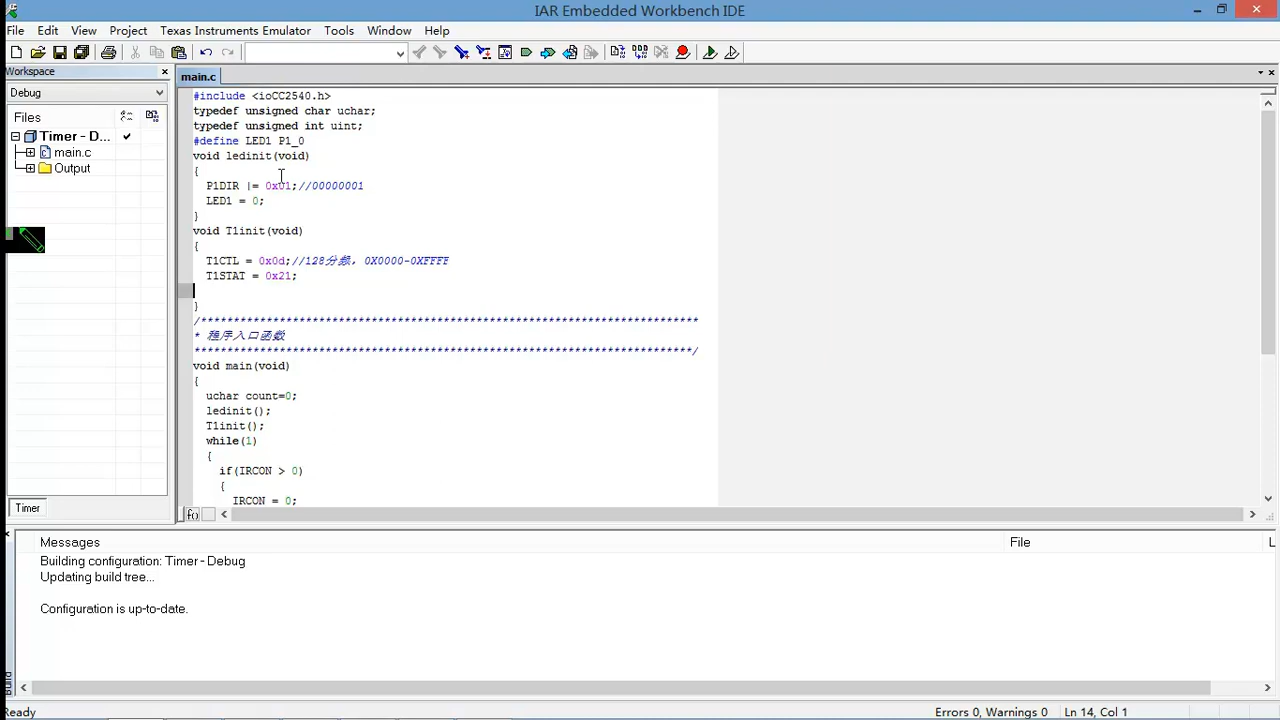 IAR Embedded Workbench IDE
File Edit View Project Texas Instruments Emulator Tools Window Help
Workspace
main.c
Debug
Files
Timer - D...
main.c
Output
Timer
#include <ioCC2540.h>
typedef unsigned char uchar;
typedef unsigned int uint;
#define LED1 P1_0
void ledinit(void)
{
P1DIR |= 0x01;//00000001
LED1 = 0;
}
void T1init(void)
{
T1CTL = 0x0d;//128分频，0X0000-0XFFFF
T1STAT = 0x21;
}
/****************************************************************************
* 程序入口函数
****************************************************************************/
void main(void)
{
uchar count=0;
ledinit();
T1init();
while(1)
{
if(IRCON > 0)
{
IRCON = 0;
Messages File L
Building configuration: Timer - Debug
Updating build tree...
Configuration is up-to-date.
Build
Ready Errors 0, Warnings 0 Ln 14, Col 1